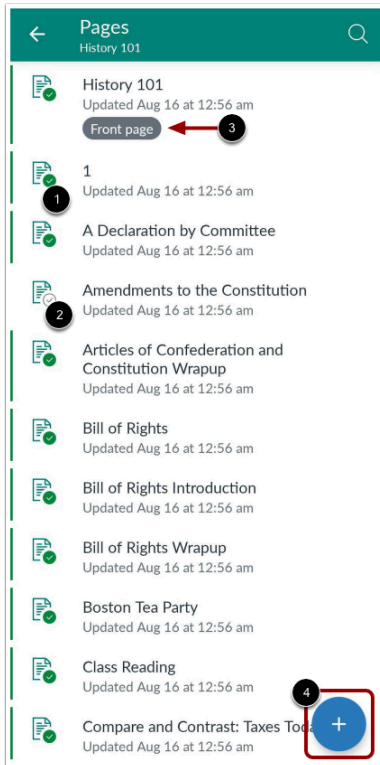 Pages
History 101
History 101
Updated Aug 16 at 12:56 am
Front page
3
1
1
Updated Aug 16 at 12:56 am
A Declaration by Committee
Updated Aug 16 at 12:56 am
Amendments to the Constitution
2
Updated Aug 16 at 12:56 am
Articles of Confederation and
Constitution Wrapup
Updated Aug 16 at 12:56 am
Bill of Rights
Updated Aug 16 at 12:56 am
Bill of Rights Introduction
Updated Aug 16 at 12:56 am
Bill of Rights Wrapup
Updated Aug 16 at 12:56 am
Boston Tea Party
Updated Aug 16 at 12:56 am
Class Reading
Updated Aug 16 at 12:56 am
4
Compare and Contrast: Taxes
Updated Aug 16 at 12:56 am